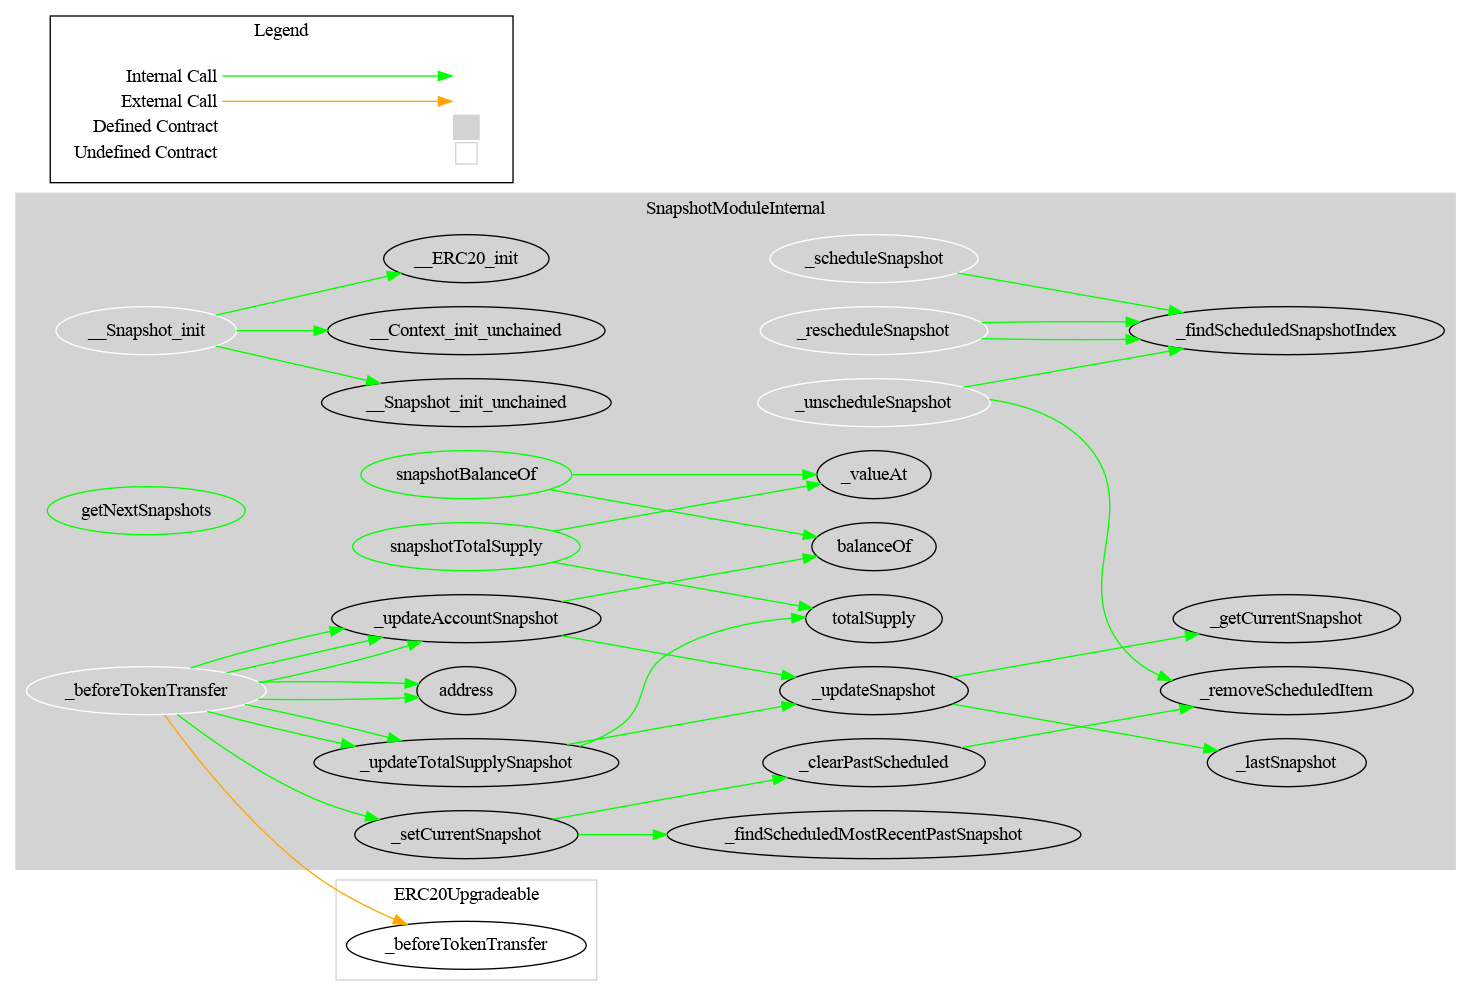 Legend
Internal Call
External Call
Defined Contract
Undefined Contract
SnapshotModuleInternal
__ERC20_init
_scheduleSnapshot
__Snapshot_init
__Context_init_unchained
_rescheduleSnapshot
_findScheduledSnapshotIndex
__Snapshot_init_unchained
_unscheduleSnapshot
snapshotBalanceOf
_valueAt
getNextSnapshots
snapshotTotalSupply
balanceOf
_updateAccountSnapshot
totalSupply
_getCurrentSnapshot
_beforeTokenTransfer
address
_updateSnapshot
_removeScheduledItem
_updateTotalSupplySnapshot
_clearPastScheduled
_lastSnapshot
_setCurrentSnapshot
_findScheduledMostRecentPastSnapshot
ERC20Upgradeable
_beforeTokenTransfer